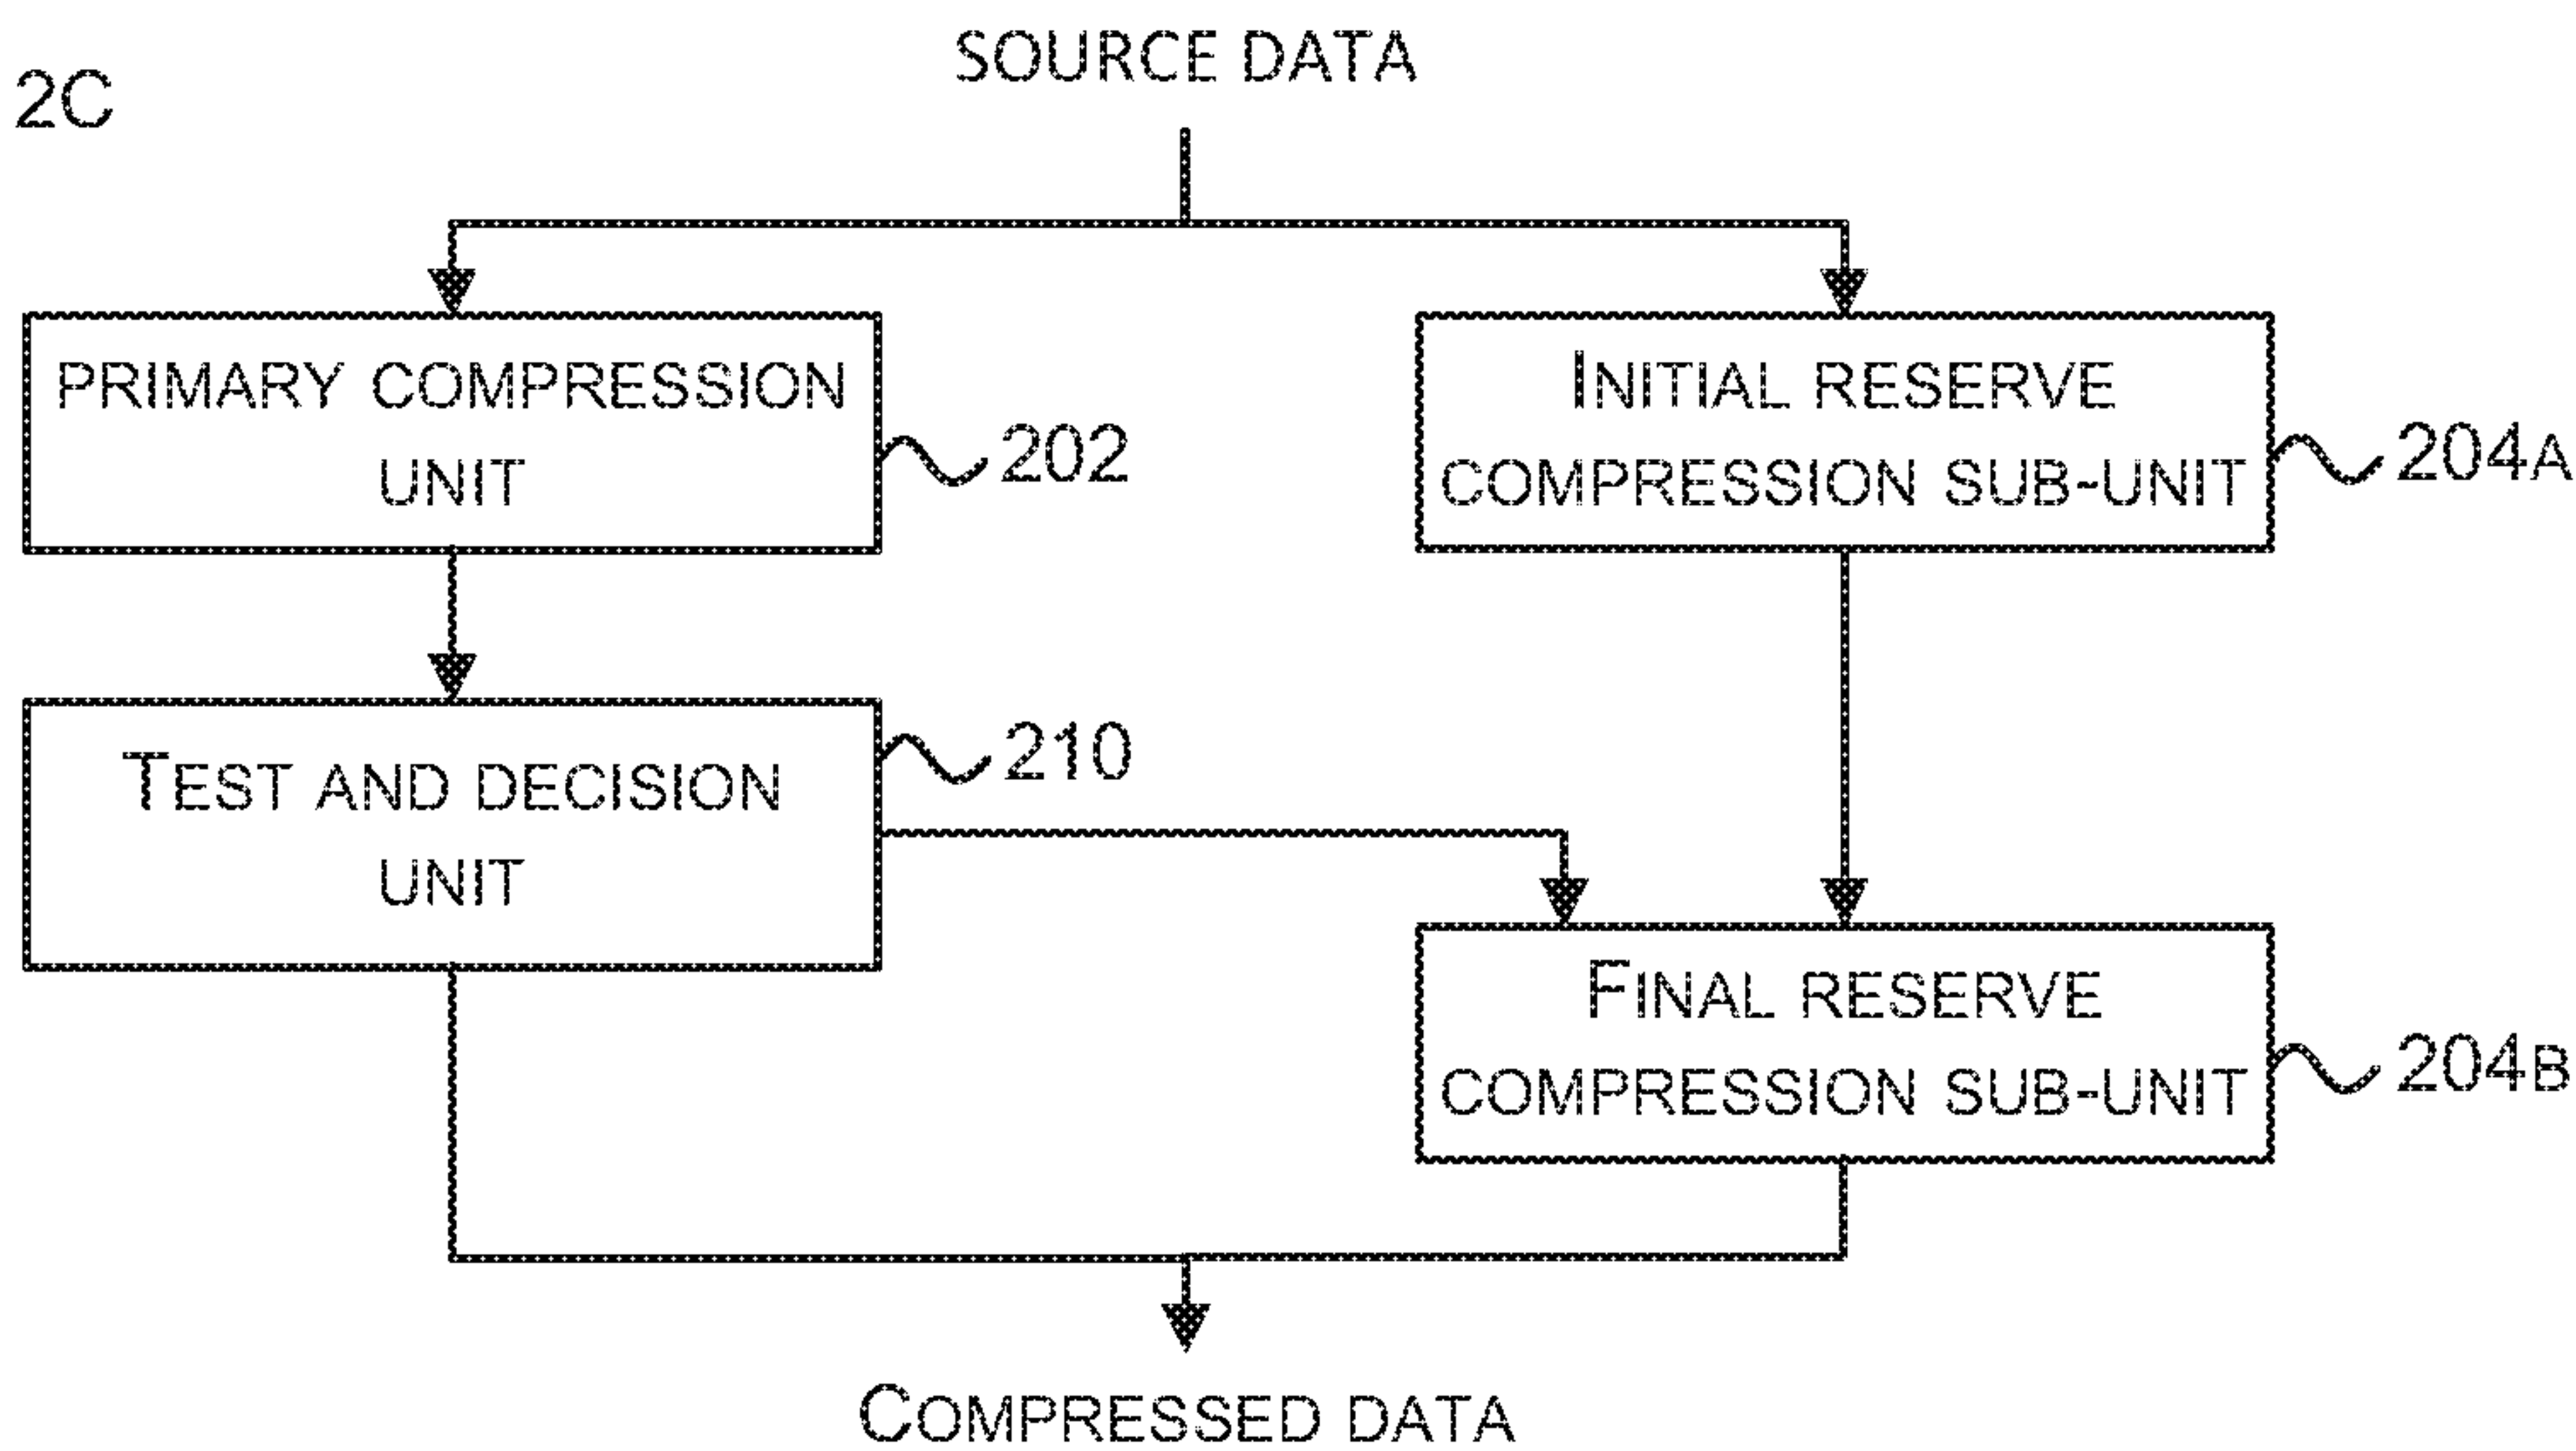 2C
SOURCE DATA
PRIMARY COMPRESSION
UNIT
202
INITIAL RESERVE
COMPRESSION SUB-UNIT
204A
TEST AND DECISION
UNIT
210
FINAL RESERVE
COMPRESSION SUB-UNIT
204B
COMPRESSED DATA